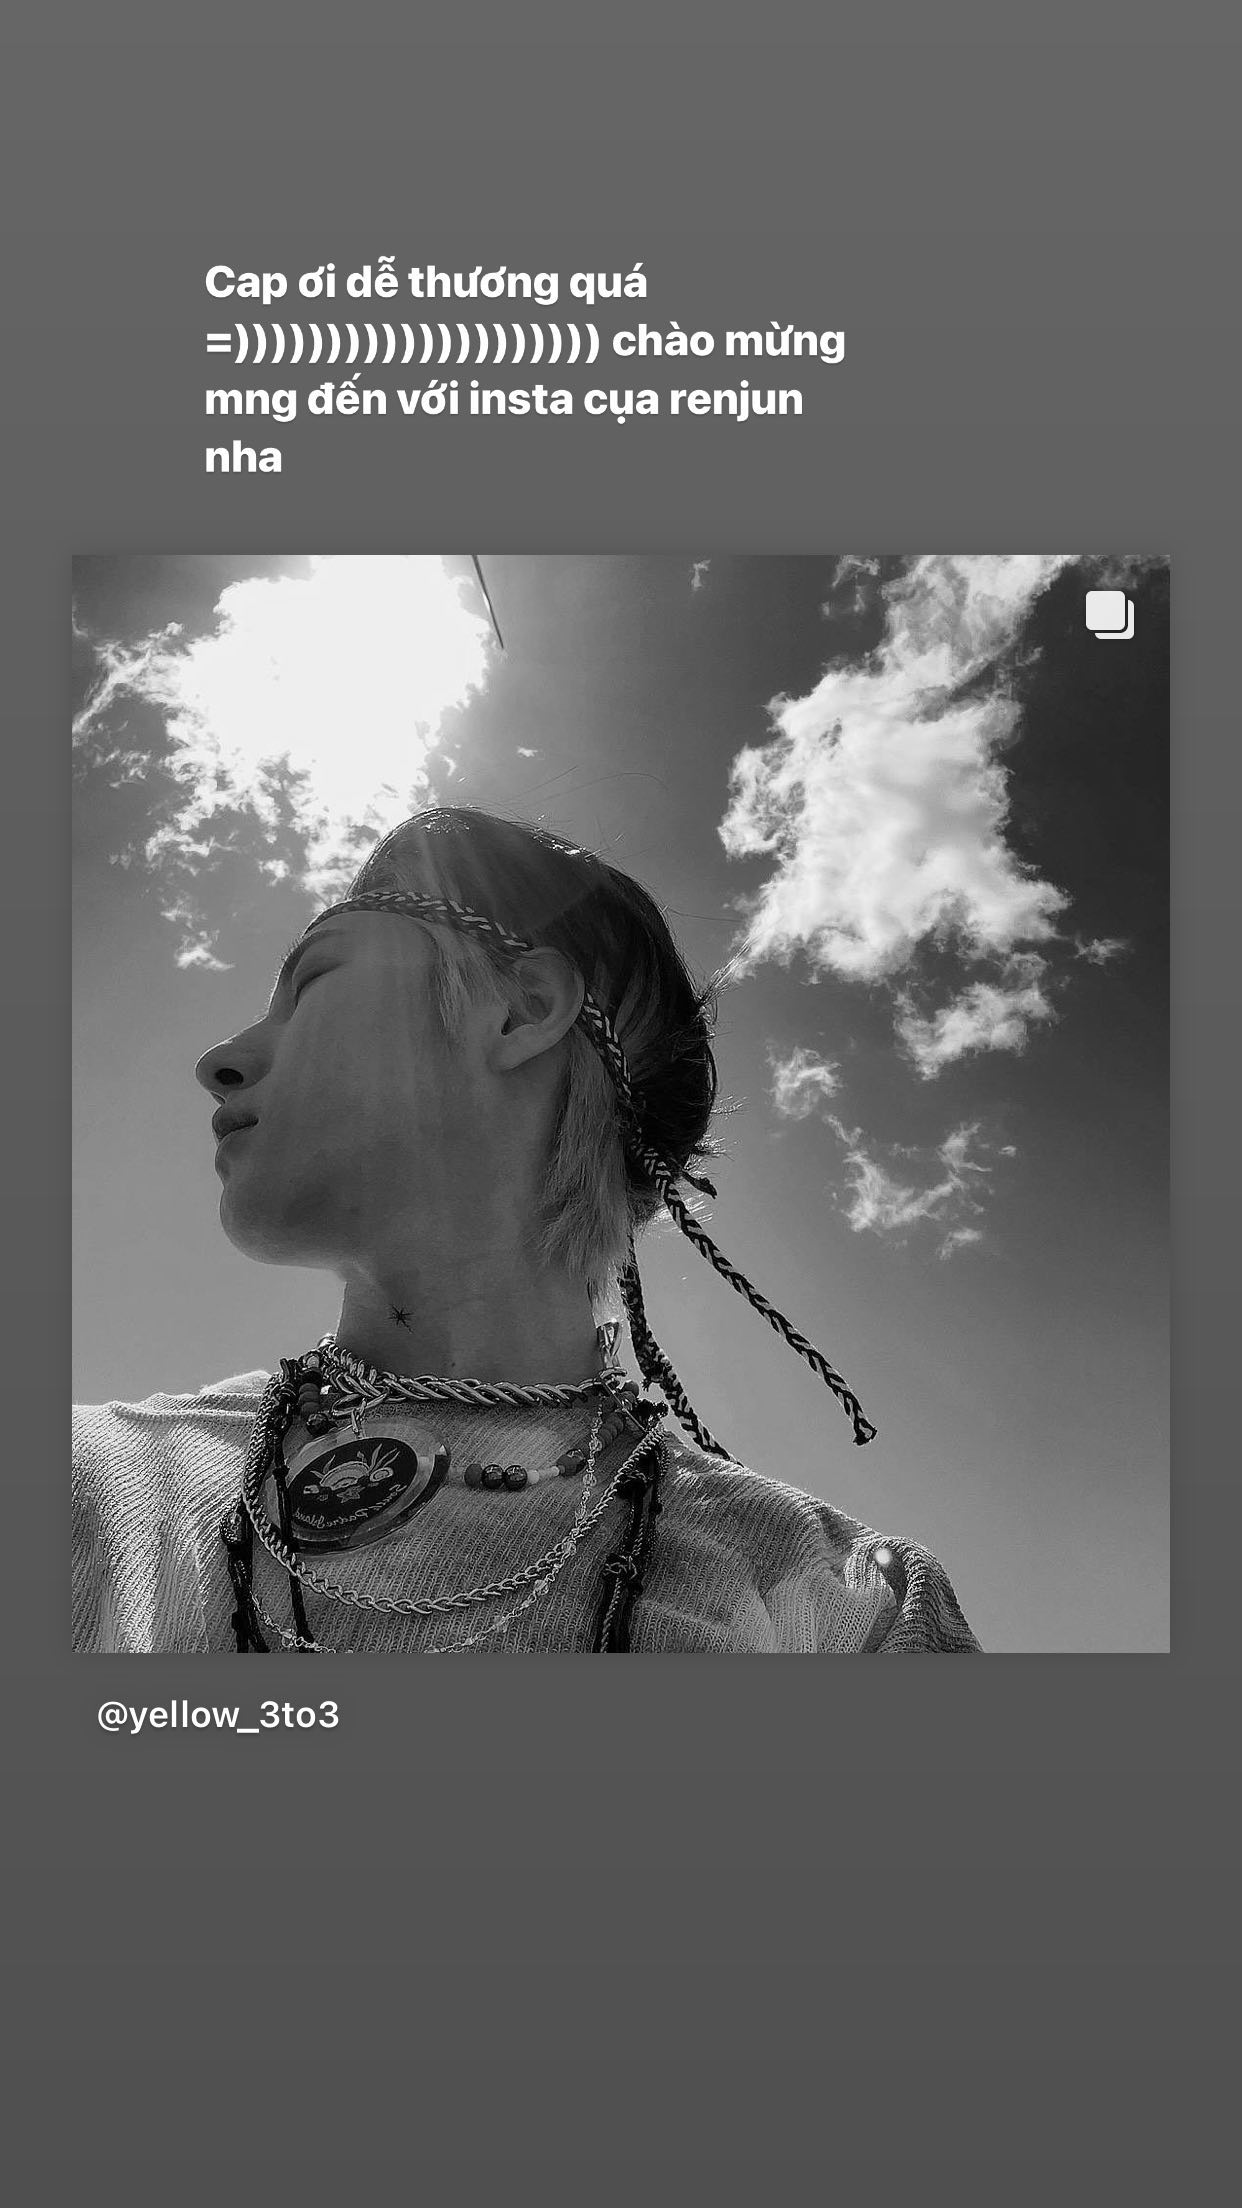 Cap ơi dễ thương quá
=)))))))))))))))))))) chào mừng
mng đến với insta cụa renjun
nha
@yellow_3to3